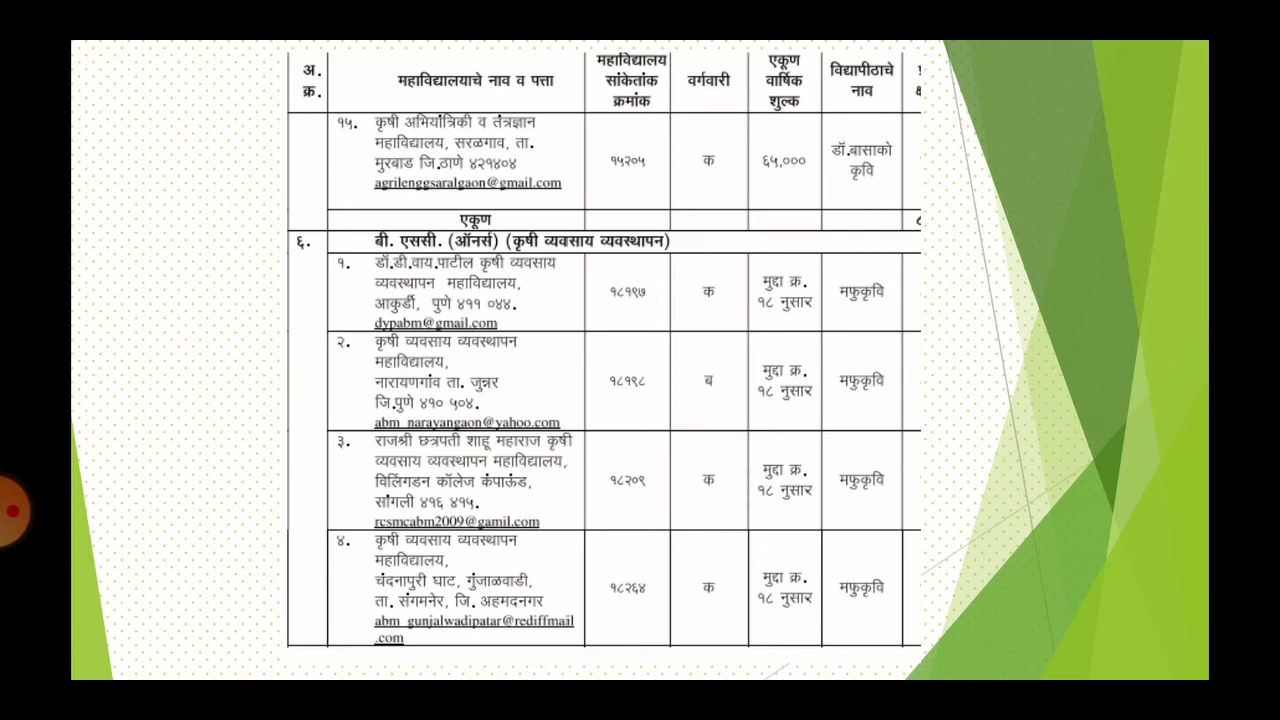 अ.
क्र.
महाविद्यालयाचे नाव व पत्ता
महाविद्यालय
सांकेतांक
क्रमांक
वर्गवारी
एकूण
वार्षिक
शुल्क
विद्यापीठाचे
नाव
१५. कृषी अभियांत्रिकी व तंत्रज्ञान
महाविद्यालय, सरळगाव, ता.
मुरबाड जि.ठाणे ४२१४०४
agrilenggsaralgaon@gmail.com
१५२०५
क
६५,०००
डॉ.बासाको
कृवि
एकूण
६. बी. एससी. (ऑनर्स) (कृषी व्यवसाय व्यवस्थापन)
१. डॉ.डी.वाय.पाटील कृषी व्यवसाय
व्यवस्थापन महाविद्यालय,
आकुर्डी, पुणे ४११ ०४४.
dypabm@gmail.com
१८१९७
क
मुद्दा क्र.
१८ नुसार
मफुकृवि
२. कृषी व्यवसाय व्यवस्थापन
महाविद्यालय,
नारायणगांव ता. जुन्नर
जि.पुणे ४१० ५०४.
abm_narayangaon@yahoo.com
१८१९८
ब
मुद्दा क्र.
१८ नुसार
मफुकृवि
३. राजश्री छत्रपती शाहू महाराज कृषी
व्यवसाय व्यवस्थापन महाविद्यालय,
विलिंगडन कॉलेज कंपाऊंड,
सांगली ४१६ ४१५.
rcsmcabm2009@gamil.com
१८२०९
क
मुद्दा क्र.
१८ नुसार
मफुकृवि
४. कृषी व्यवसाय व्यवस्थापन
महाविद्यालय,
चंदनापुरी घाट, गुंजाळवाडी,
ता. संगमनेर, जि. अहमदनगर
abm_gunjalwadipatar@rediffmail
.com
१८२६४
क
मुद्दा क्र.
१८ नुसार
मफुकृवि